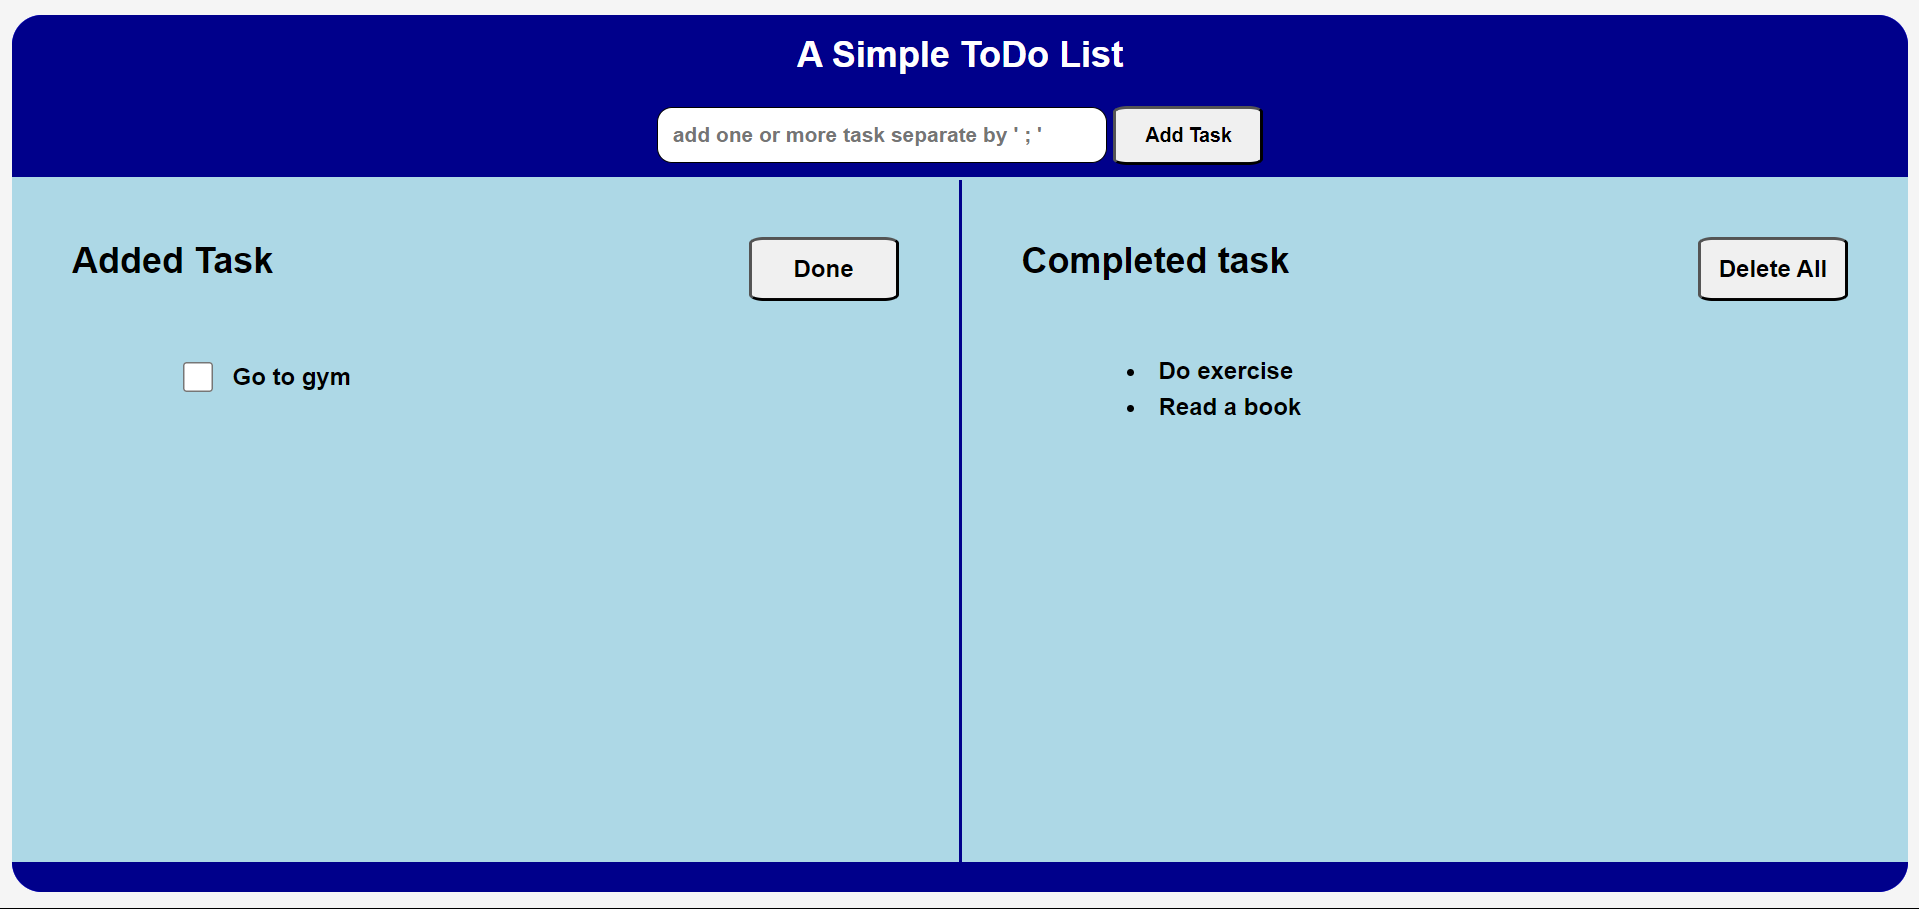 A Simple ToDo List
add one or more task separate by ' ; '
Add Task
Added Task
Done
Go to gym
Completed task
Delete All
Do exercise
Read a book